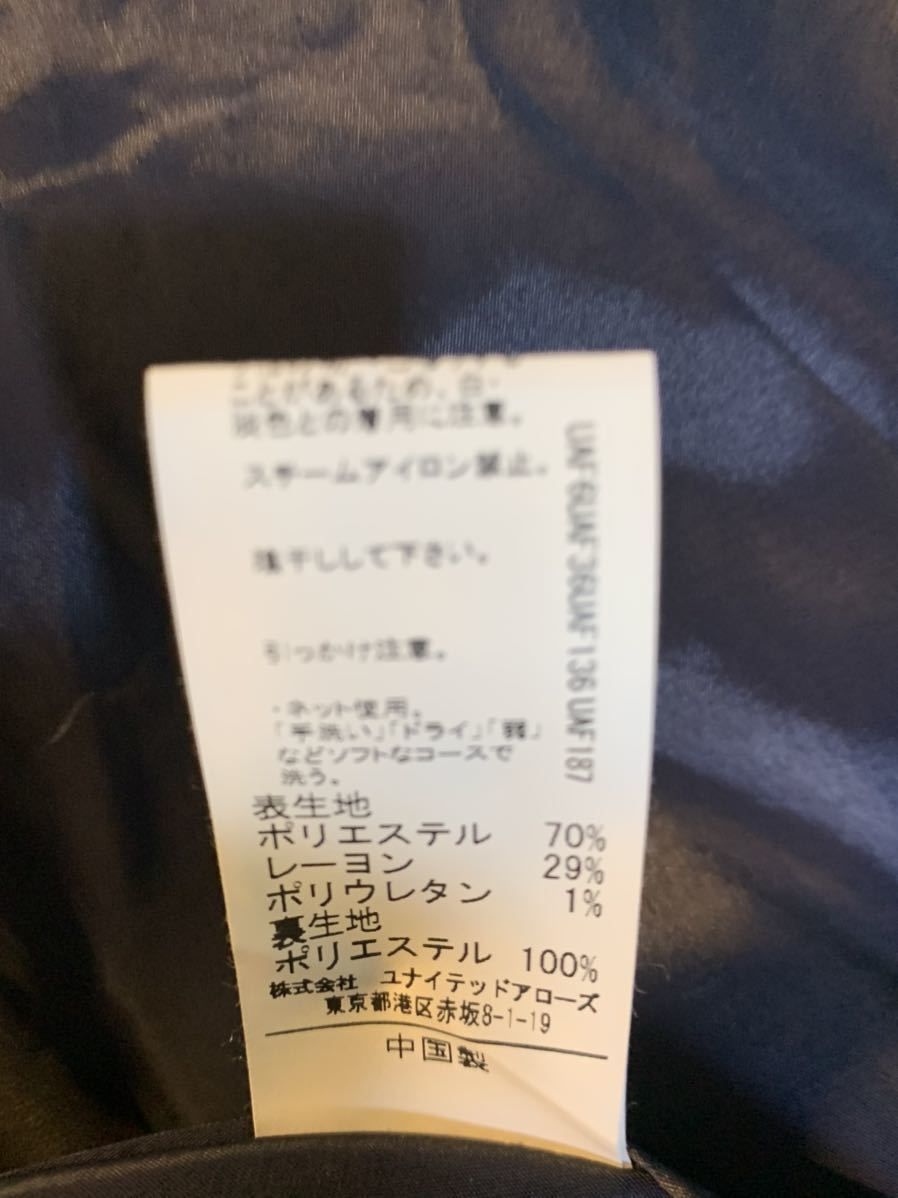 ことがあるため、白・
淡色との着用に注意。
スチームアイロン禁止。
陰干しして下さい。
引っかけ注意。
・ネット使用。
「手洗い」「ドライ」「弱」
などソフトなコースで
洗う。
表生地
ポリエステル 70%
レーヨン 29%
ポリウレタン 1%
裏生地
ポリエステル 100%
株式会社 ユナイテッドアローズ
東京都港区赤坂8-1-19
中国製
UAF6UAF36UAF136UAF187